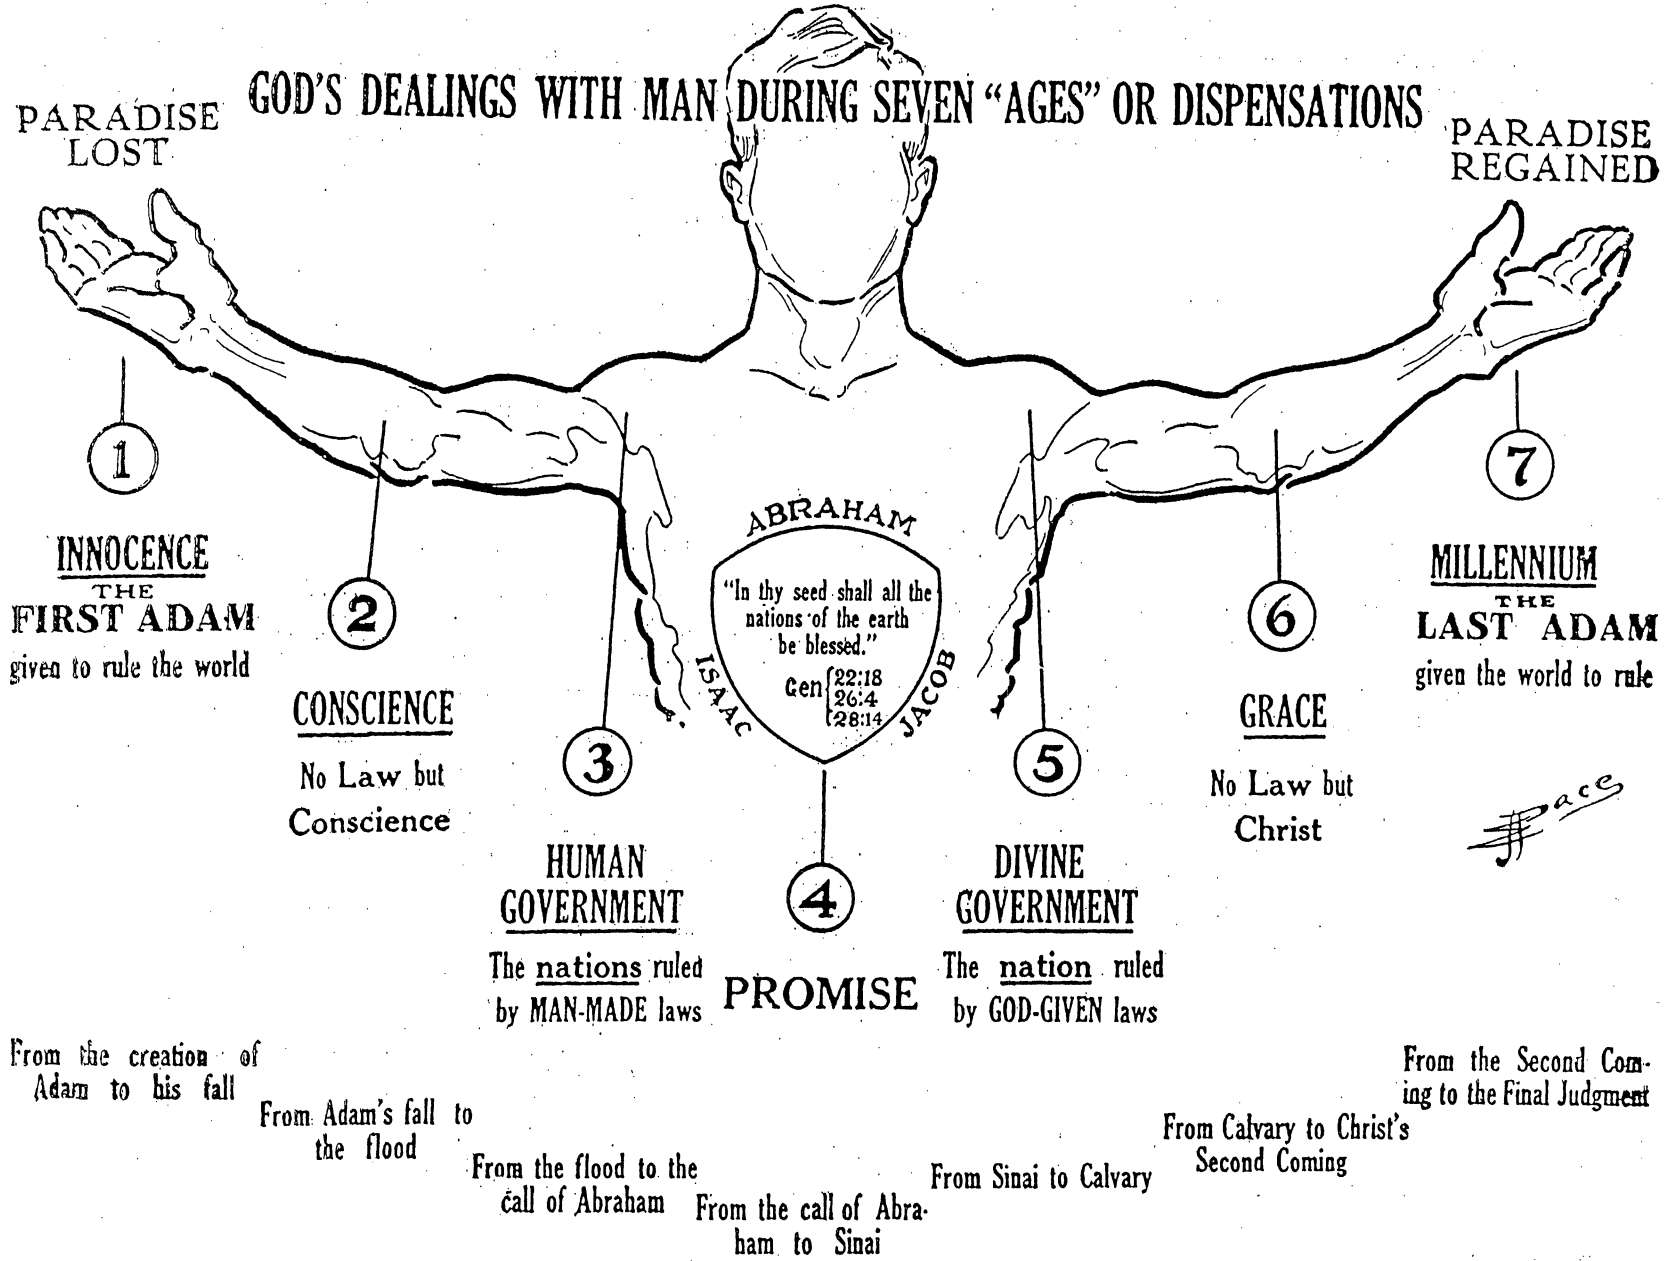 GOD'S DEALINGS WITH MAN DURING SEVEN “AGES” OR DISPENSATIONS
PARADISE
LOST
PARADISE
REGAINED
1
INNOCENCE
THE
FIRST ADAM
given to rule the world
2
CONSCIENCE
No Law but
Conscience
3
HUMAN
GOVERNMENT
The nations ruled
by MAN-MADE laws
ABRAHAM
ISAAC
JACOB
“In thy seed shall all the
nations of the earth
be blessed.”
Gen 22:18
26:4
28:14
4
PROMISE
5
DIVINE
GOVERNMENT
The nation ruled
by GOD-GIVEN laws
6
GRACE
No Law but
Christ
7
MILLENNIUM
THE
LAST ADAM
given the world to rule
Pace
From the creation of
Adam to his fall
From Adam's fall to
the flood
From the flood to the
call of Abraham
From the call of Abra-
ham to Sinai
From Sinai to Calvary
From Calvary to Christ's
Second Coming
From the Second Com-
ing to the Final Judgment